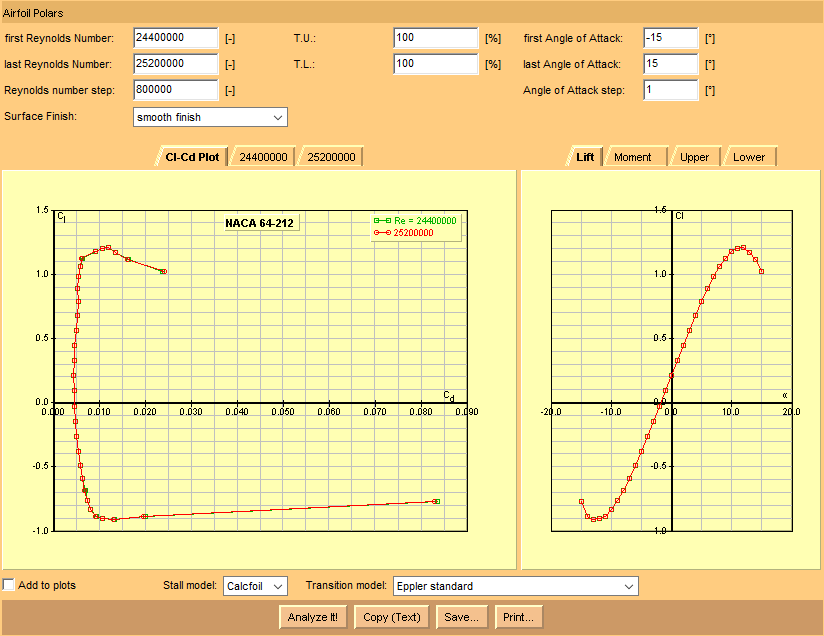 Airfoil Polars
first Reynolds Number: 24400000 [-] T.U.: 100 [%] first Angle of Attack: -15 [°]
last Reynolds Number: 25200000 [-] T.L.: 100 [%] last Angle of Attack: 15 [°]
Reynolds number step: 800000 [-] Angle of Attack step: 1 [°]
Surface Finish: smooth finish
Cl-Cd Plot 24400000 25200000 Lift Moment Upper Lower
1.5 Cl NACA 64-212 Re = 24400000 1.5 Cl
25200000
1.0 1.0
0.5 0.5
0.0 Cd 0.0 α
0.000 0.010 0.020 0.030 0.040 0.050 0.060 0.070 0.080 0.090 -20.0 -10.0 0.0 10.0 20.0
-0.5 -0.5
-1.0 -1.0
Add to plots Stall model: Calcfoil Transition model: Eppler standard
Analyze It! Copy (Text) Save... Print...